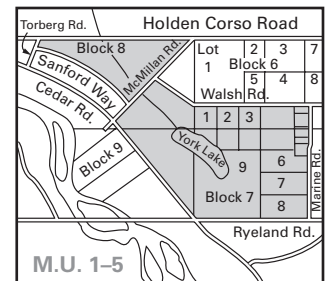 Torberg Rd.
Holden Corso Road
Block 8
McMillan Rd.
Lot
1
2
3
7
Block 6
5
4
8
Sanford Way
Walsh Rd.
Cedar Rd.
1
2
3
York Lake
Block 9
9
6
7
Block 7
8
Marine Rd.
Ryeland Rd.
M.U. 1–5